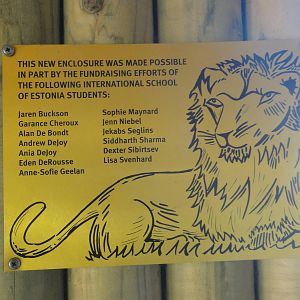 THIS NEW ENCLOSURE WAS MADE POSSIBLE
IN PART BY THE FUNDRAISING EFFORTS OF
THE FOLLOWING INTERNATIONAL SCHOOL
OF ESTONIA STUDENTS:
Jaren Buckson
Garance Cheroux
Alan De Bondt
Andrew DeJoy
Ania DeJoy
Eden DeRousse
Anne-Sofie Geelan
Sophie Maynard
Jenn Niebel
Jekabs Seglins
Siddharth Sharma
Dexter Sibirtsev
Lisa Svenhard